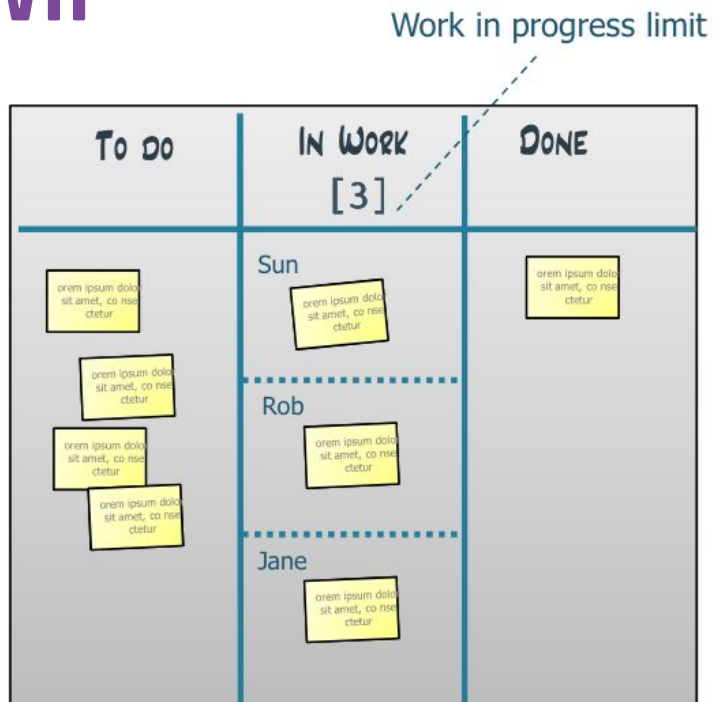 Work in progress limit
To do
In Work
[3]
Done
orem ipsum dolo
sit amet, co nse
ctetur
orem ipsum dolo
sit amet, co nse
ctetur
orem ipsum dolo
sit amet, co nse
ctetur
orem ipsum dolo
sit amet, co nse
ctetur
Sun
orem ipsum dolo
sit amet, co nse
ctetur
Rob
orem ipsum dolo
sit amet, co nse
ctetur
Jane
orem ipsum dolo
sit amet, co nse
ctetur
orem ipsum dolo
sit amet, co nse
ctetur